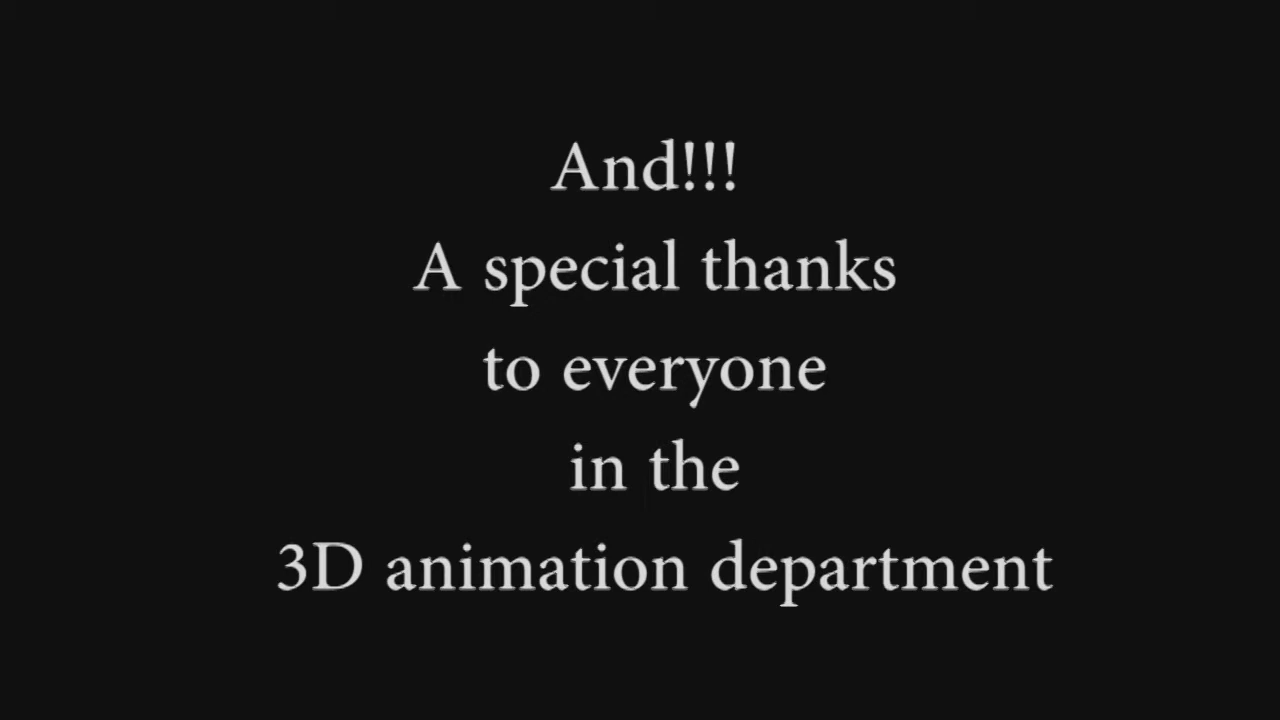 And!!!
A special thanks
to everyone
in the
3D animation department